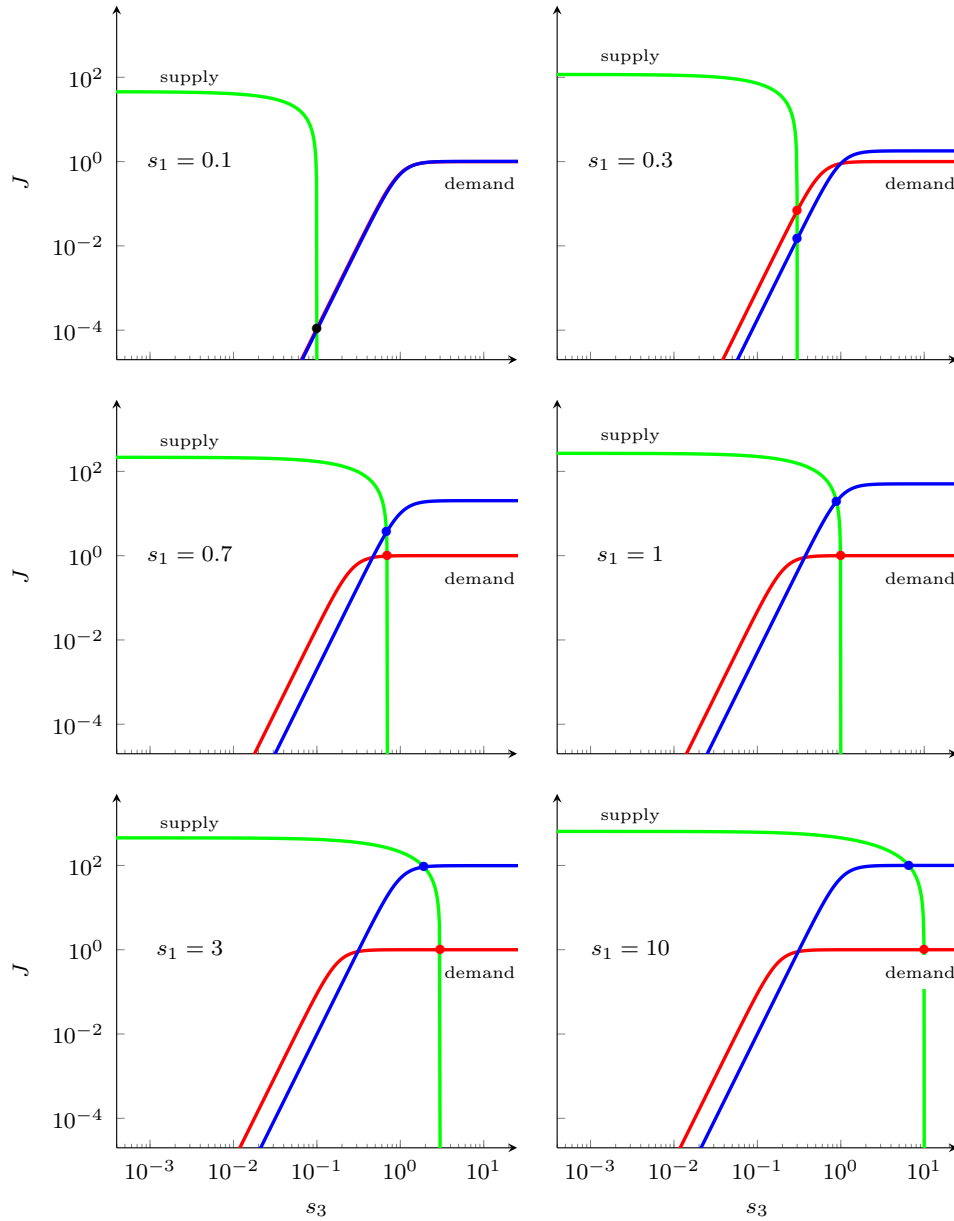 supply
supply
10^2
s_1 = 0.1
s_1 = 0.3
10^0
J
demand
demand
10^{-2}
10^{-4}
supply
supply
10^2
s_1 = 0.7
s_1 = 1
10^0
J
demand
demand
10^{-2}
10^{-4}
supply
supply
10^2
s_1 = 3
s_1 = 10
10^0
J
demand
demand
10^{-2}
10^{-4}
10^{-3} 10^{-2} 10^{-1} 10^0 10^1
10^{-3} 10^{-2} 10^{-1} 10^0 10^1
s_3
s_3